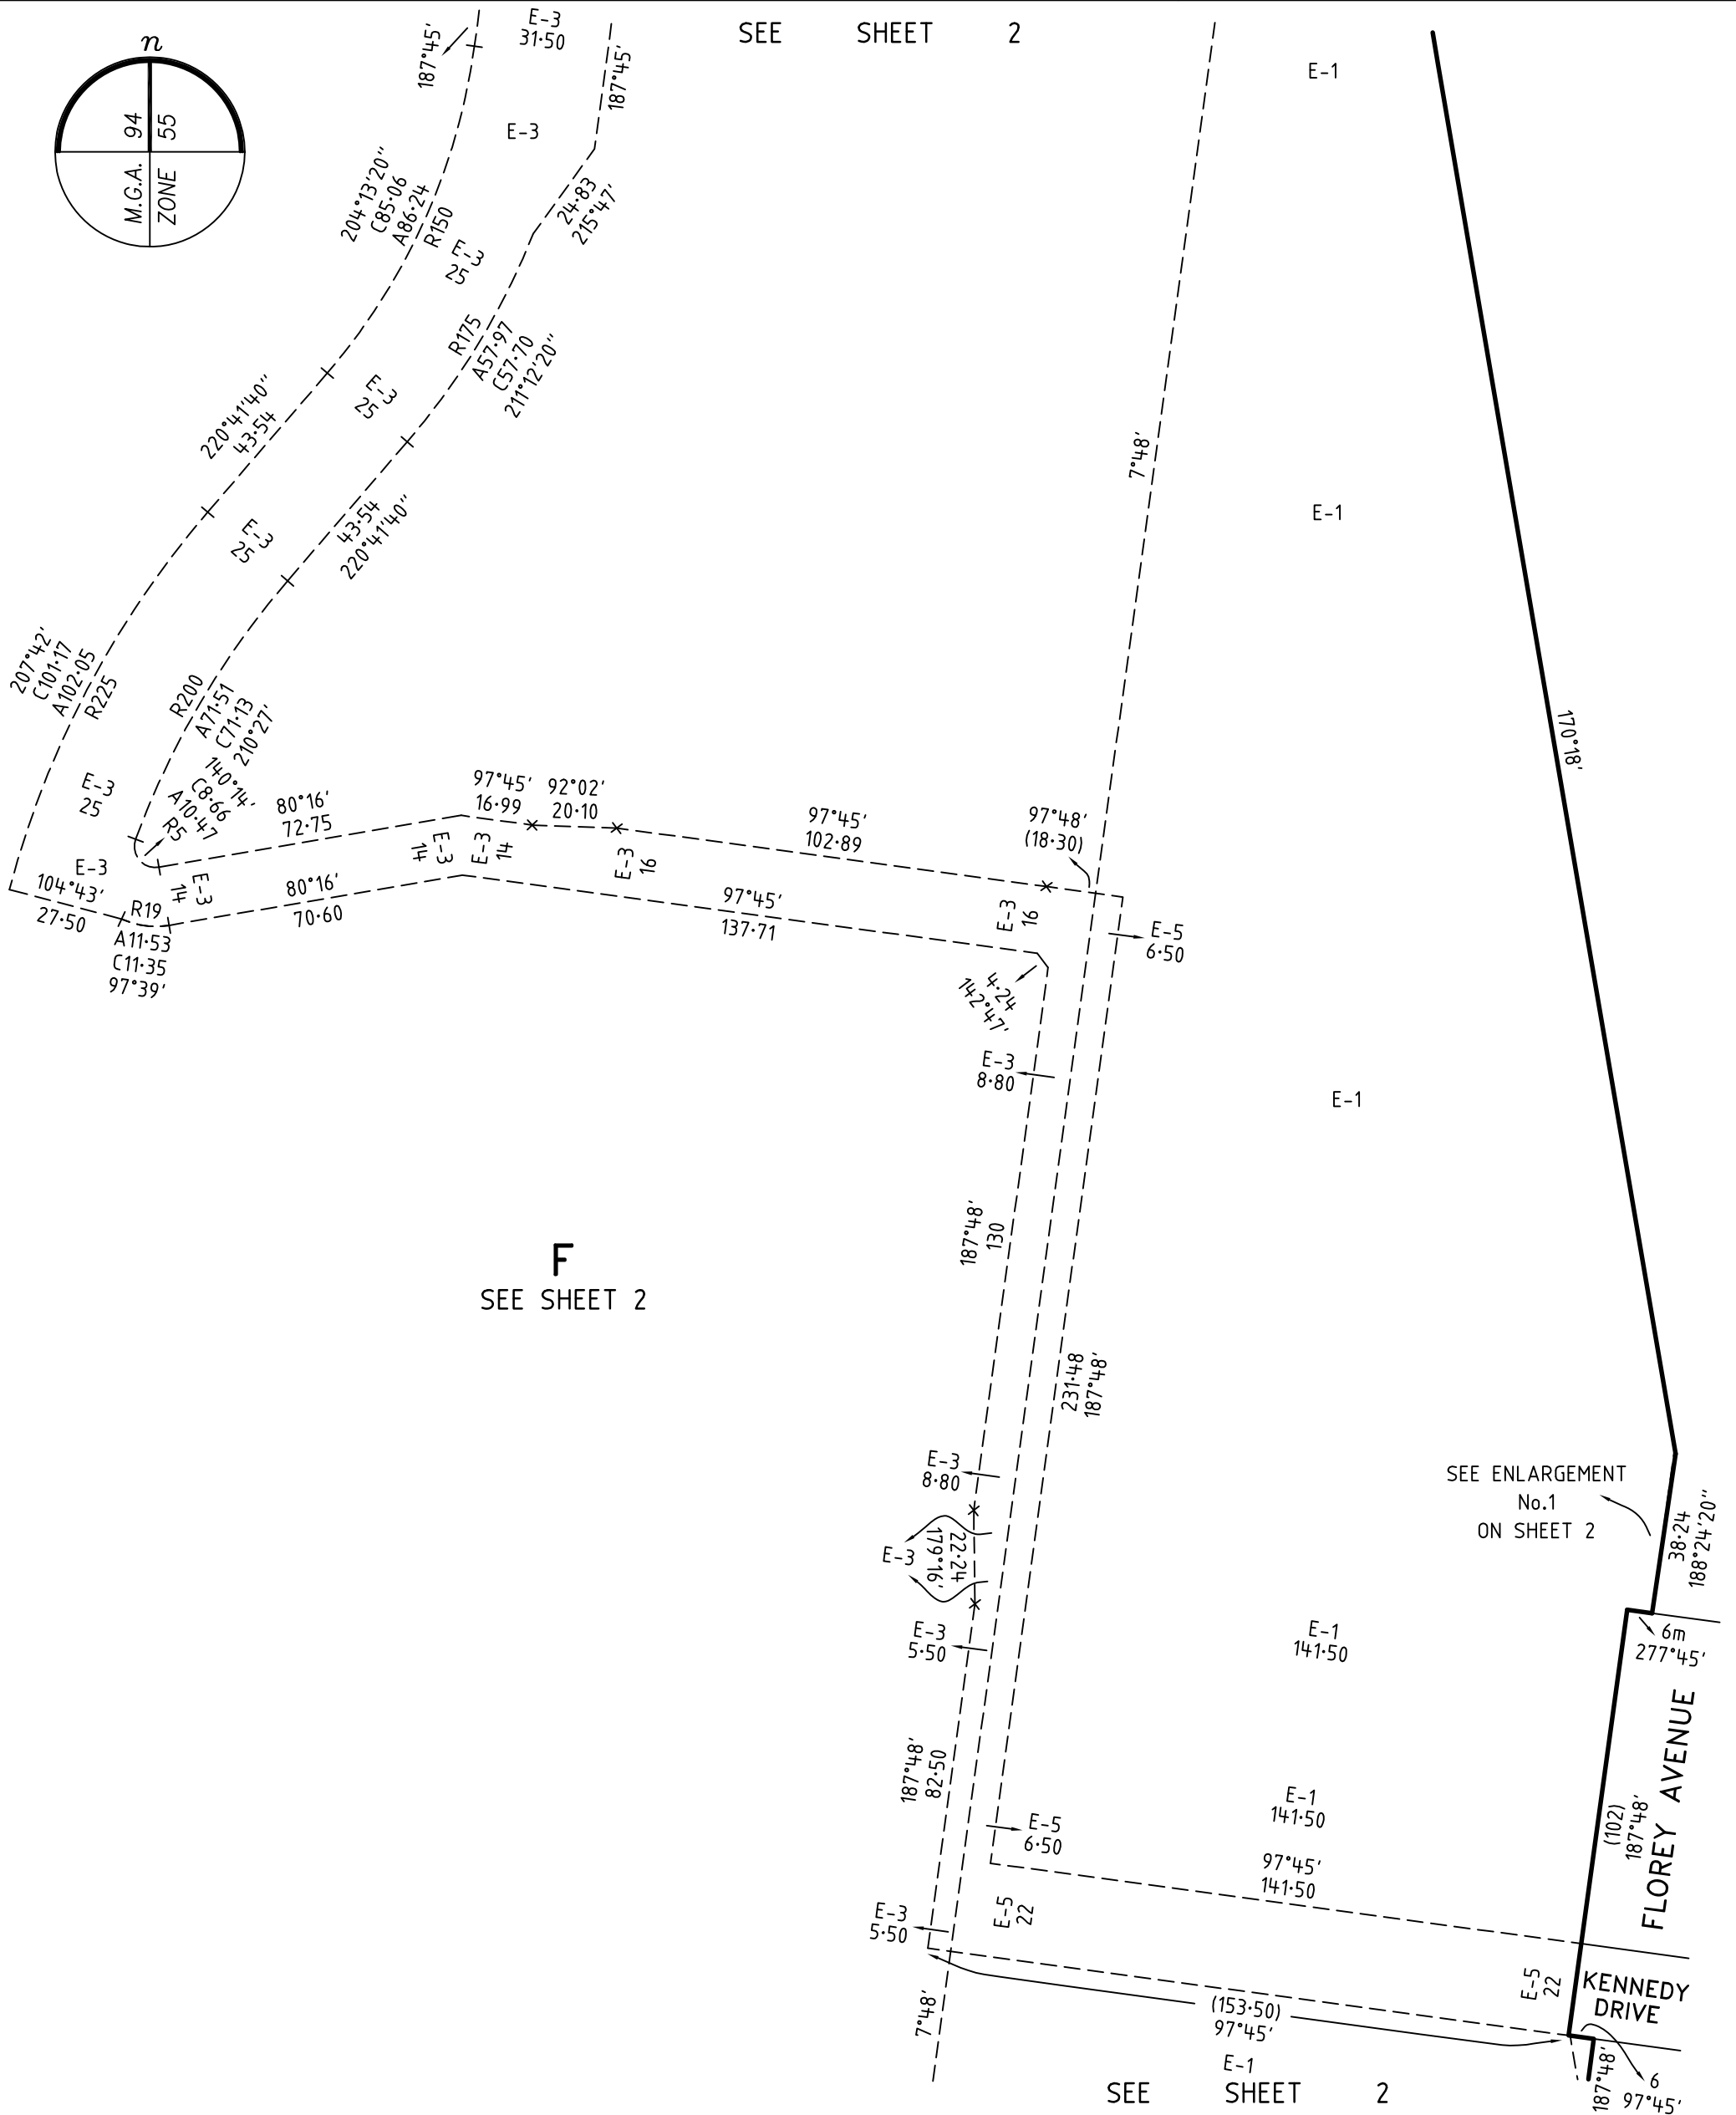 SEE SHEET 2
n
94
55
M.G.A.
ZONE
187°45'
E-3
31·50
187°45'
E-1
E-3
204°13'20"
C85·06
A86·24
R150
24·83
215°47'
E-3
25
R175
A57·97
C57·70
211°12'20"
E-3
25
220°41'40"
43·54
7°48'
E-1
E-3
25
43·54
220°41'40"
207°42'
C101·17
A102·05
R225
R200
A71·51
C71·13
210°27'
170°18'
E-3
25
140°14'
C8·66
A10·47
R5
80°16'
72·75
97°45'
16·99
92°02'
20·10
97°45'
102·89
97°48'
(18·30)
E-3
14
E-3
14
E-3
16
E-3
104°43'
27·50
E-3
14
R19
A11·53
C11·35
97°39'
80°16'
70·60
97°45'
137·71
E-3
16
E-5
6·50
4·24
142°47'
E-3
8·80
E-1
187°48'
130
F
SEE SHEET 2
231·48
187°48'
E-3
8·80
SEE ENLARGEMENT
No.1
ON SHEET 2
38·24
188°24'20"
E-3
22·24
179°16'
E-3
5·50
E-1
141·50
6m
277°45'
187°48'
82·50
E-1
141·50
(102)
187°48'
FLOREY AVENUE
E-5
6·50
97°45'
141·50
E-3
5·50
E-5
22
E-5
22
KENNEDY
DRIVE
7°48'
(153·50)
97°45'
E-1
187°48'
6
97°45'
SEE SHEET 2